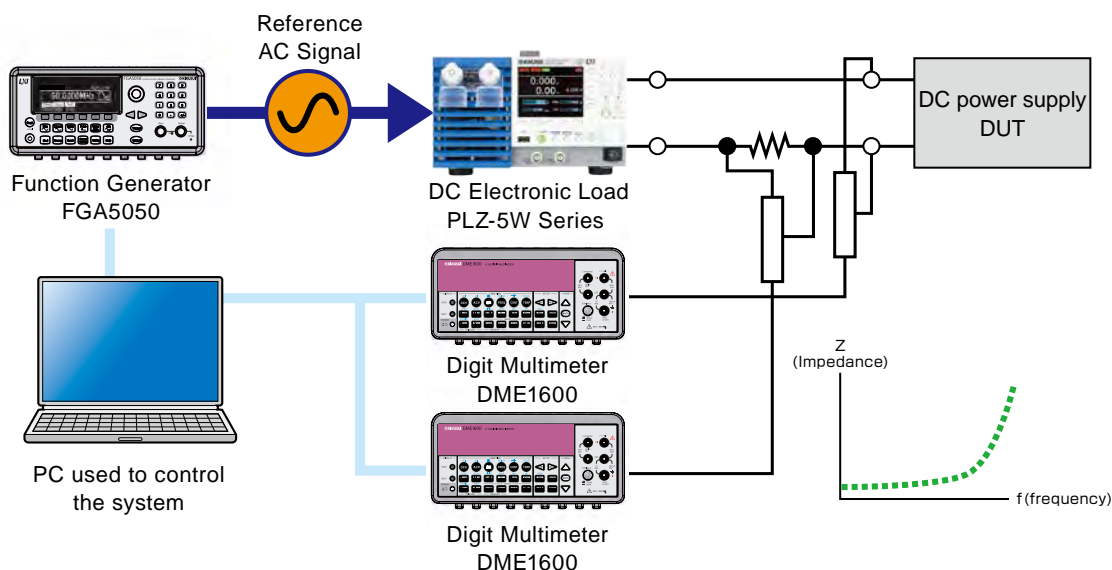 Reference
AC Signal
Function Generator
FGA5050
DC Electronic Load
PLZ-5W Series
DC power supply
DUT
Digit Multimeter
DME1600
PC used to control
the system
Digit Multimeter
DME1600
Z
(Impedance)
f(frequency)